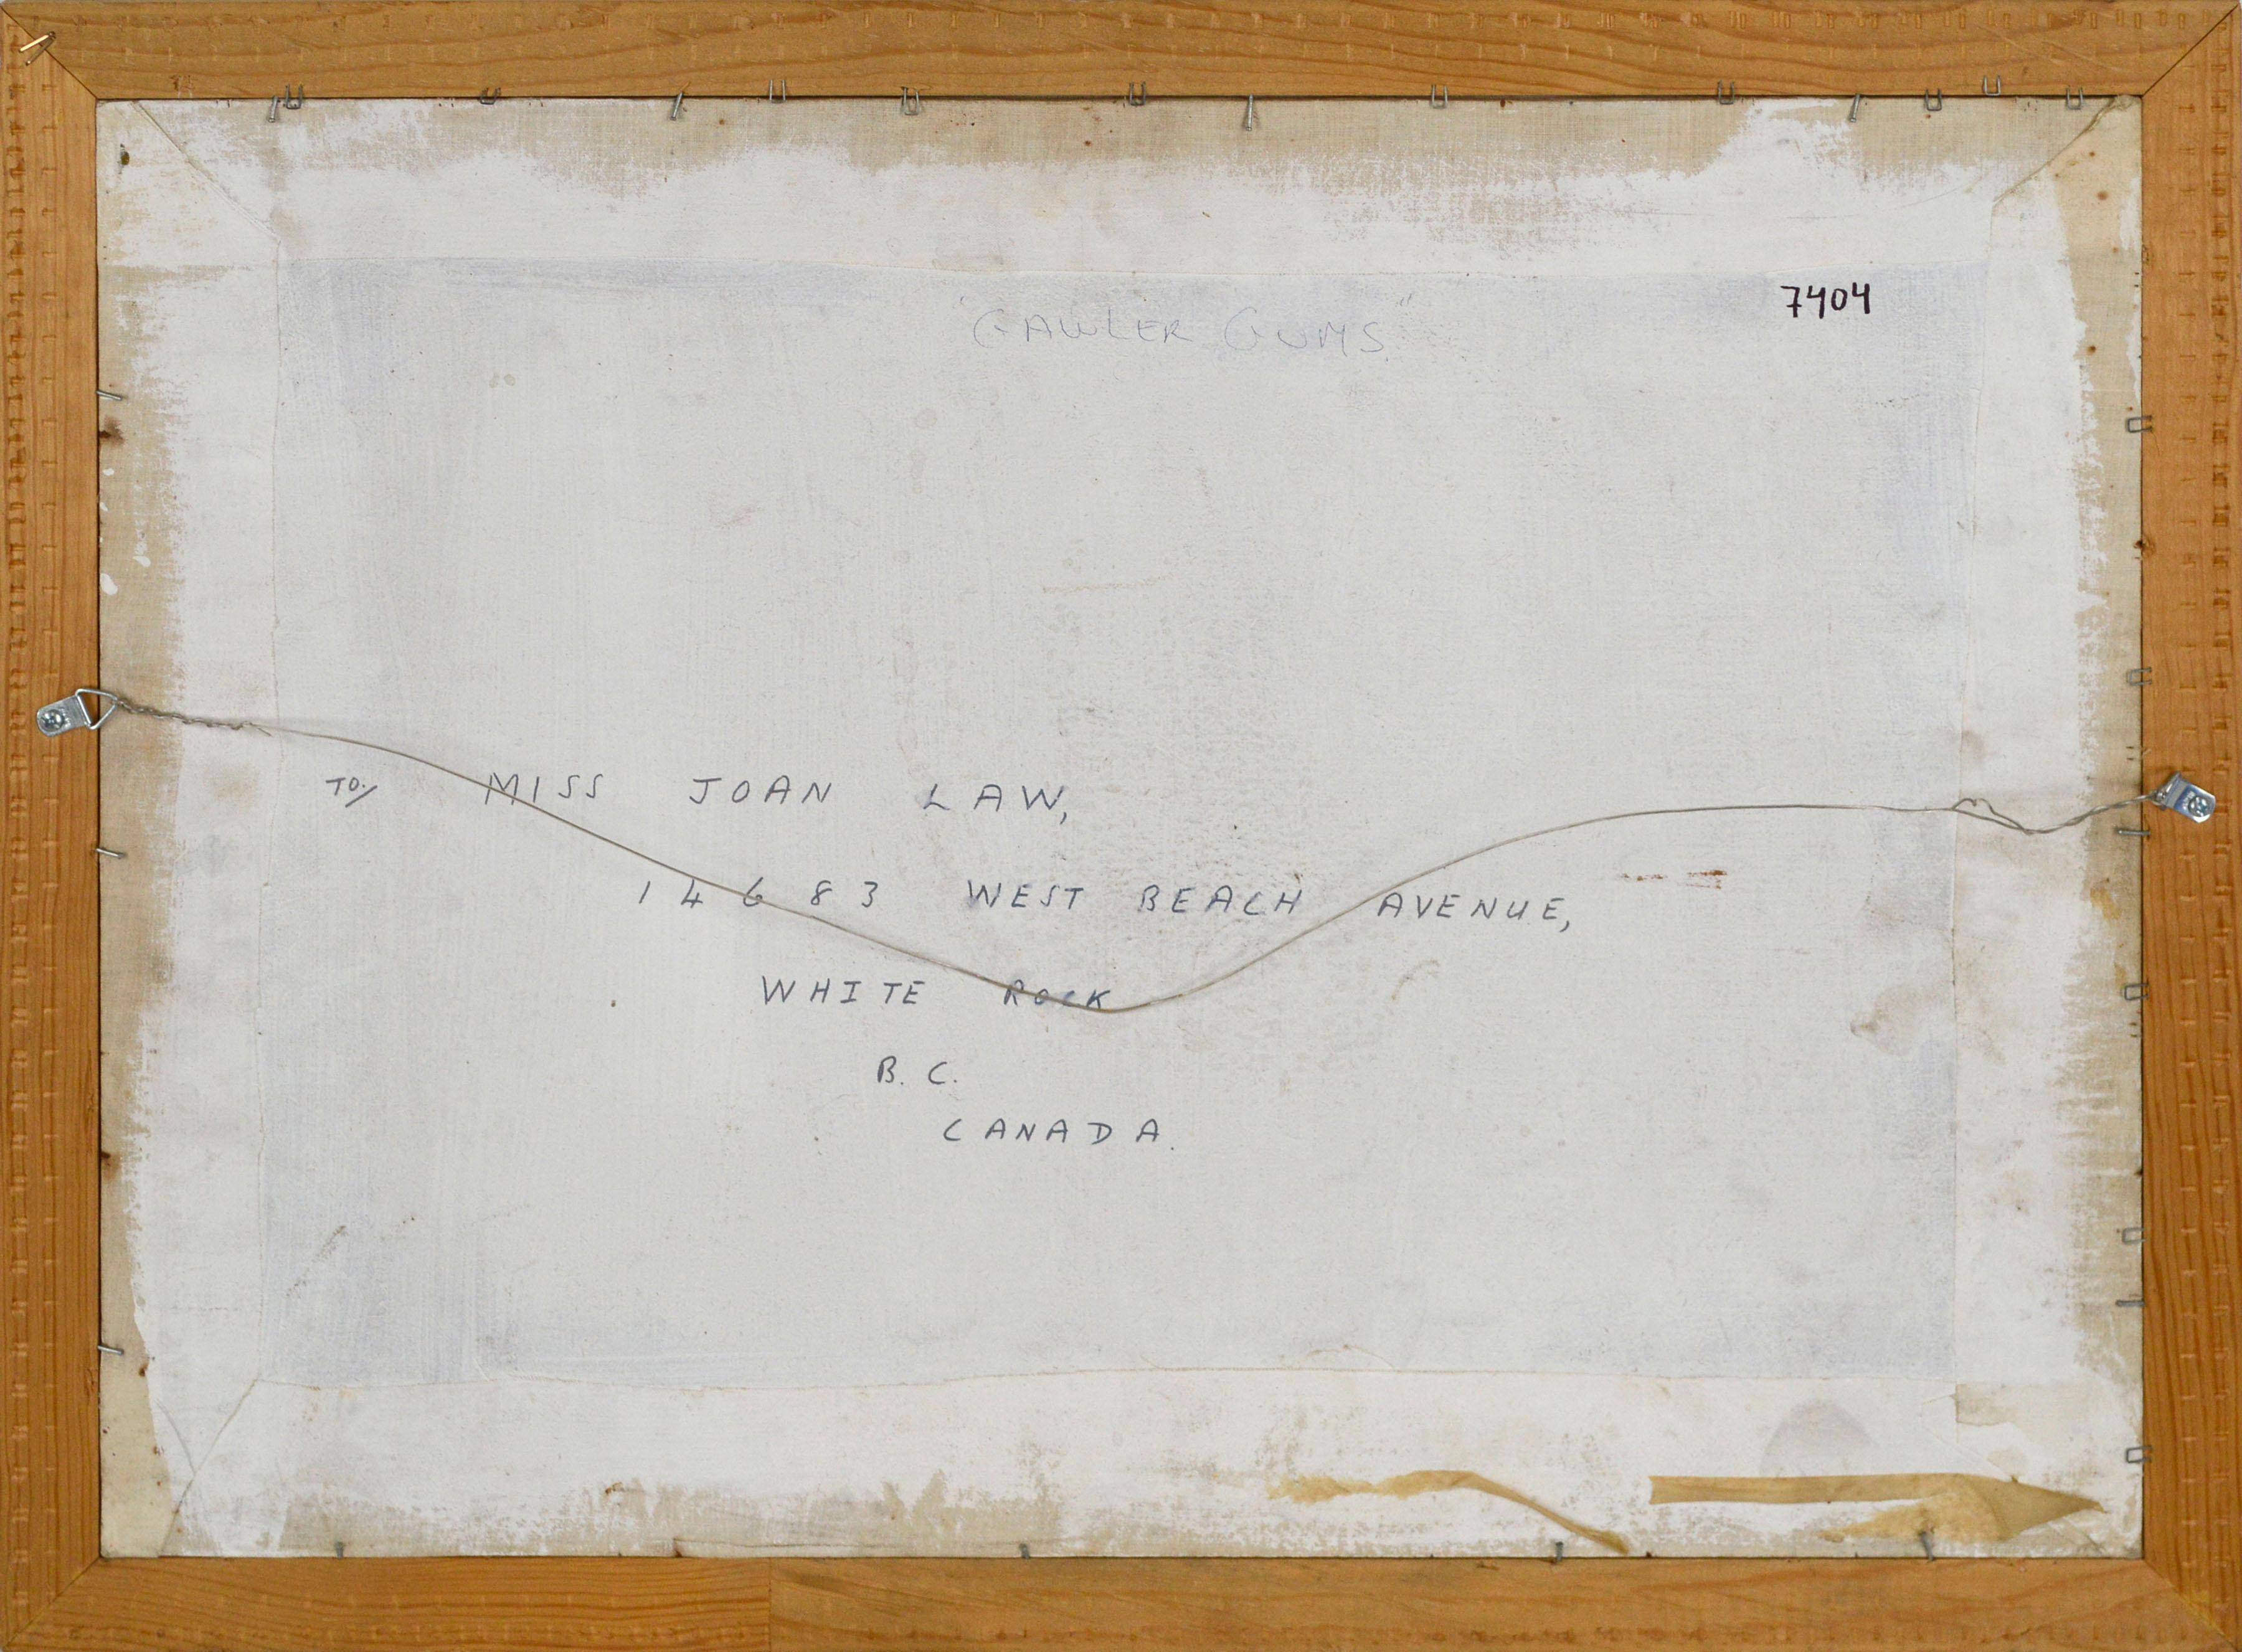 7404
"GAWLER GUMS"
TO/ MISS JOAN LAW,
14683 WEST BEACH AVENUE,
WHITE ROCK
B. C.
CANADA.